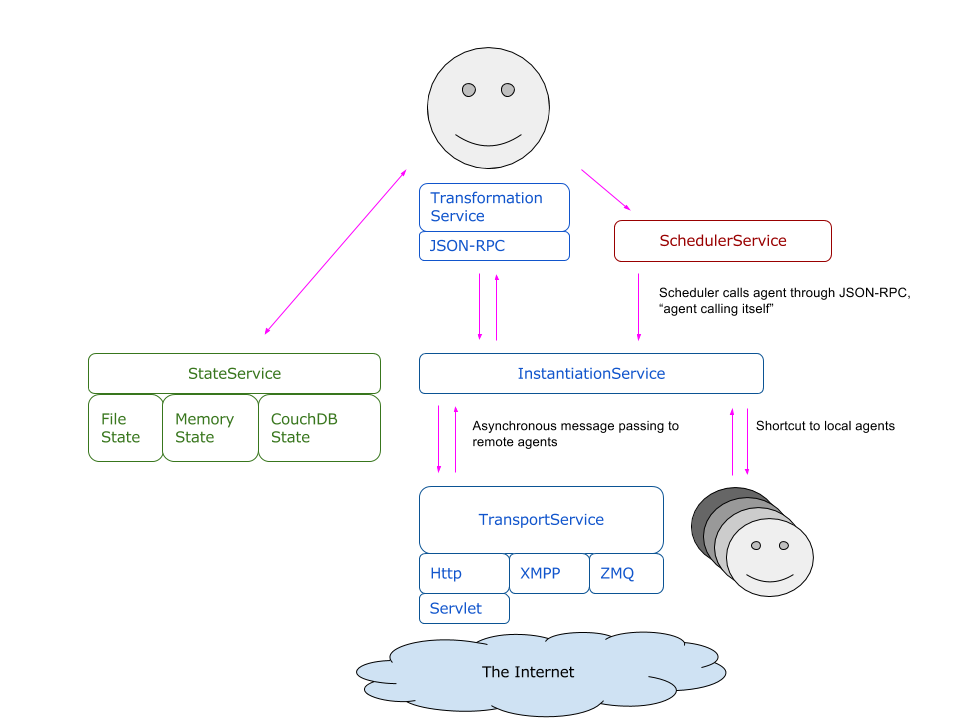 Transformation
Service
JSON-RPC
SchedulerService
Scheduler calls agent through JSON-RPC,
“agent calling itself”
StateService
File
State
Memory
State
CouchDB
State
InstantiationService
Asynchronous message passing to
remote agents
Shortcut to local agents
TransportService
Http
XMPP
ZMQ
Servlet
The Internet